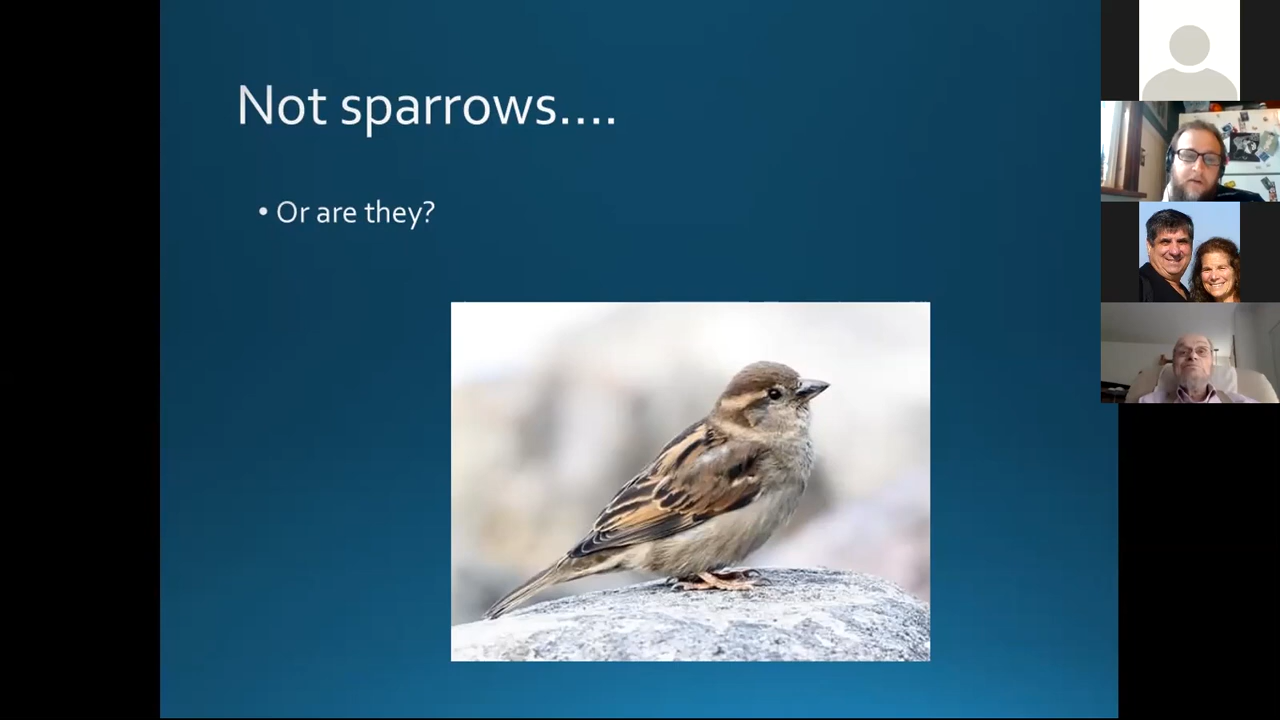 Not sparrows....
• Or are they?